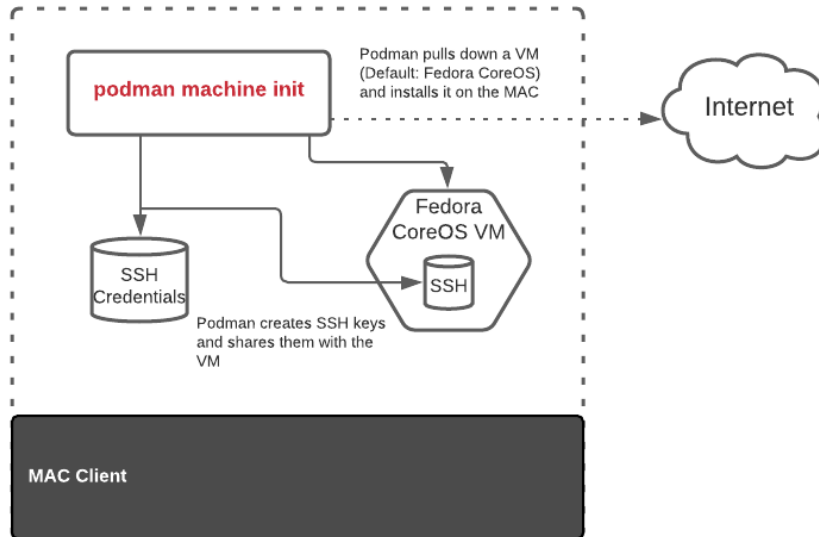 podman machine init
Podman pulls down a VM
(Default: Fedora CoreOS)
and installs it on the MAC
Internet
Fedora
CoreOS VM
SSH
SSH
Credentials
Podman creates SSH keys
and shares them with the
VM
MAC Client